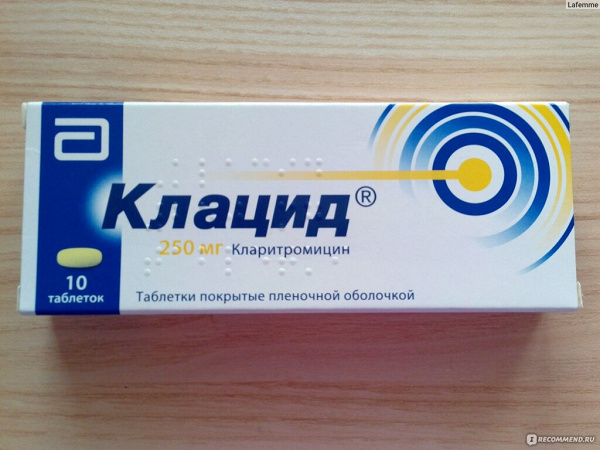 Lafemme
Клацид®
250 мг Кларитромицин
10
таблеток
Таблетки покрытые пленочной оболочкой
IRECOMMEND.RU